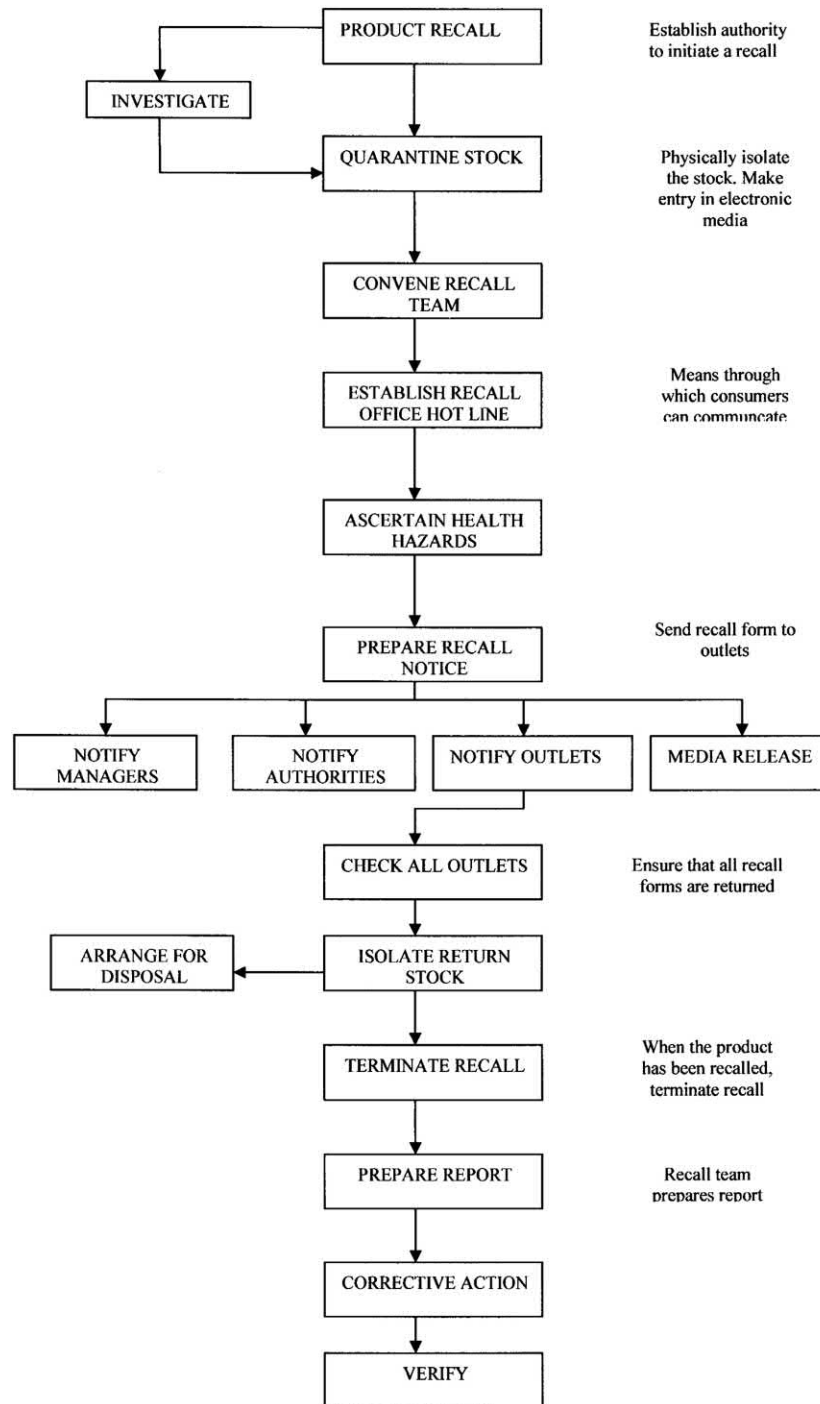 PRODUCT RECALL
Establish authority
to initiate a recall
INVESTIGATE
QUARANTINE STOCK
Physically isolate
the stock. Make
entry in electronic
media
CONVENE RECALL
TEAM
ESTABLISH RECALL
OFFICE HOT LINE
Means through
which consumers
can communcate
ASCERTAIN HEALTH
HAZARDS
PREPARE RECALL
NOTICE
Send recall form to
outlets
NOTIFY
MANAGERS
NOTIFY
AUTHORITIES
NOTIFY OUTLETS
MEDIA RELEASE
CHECK ALL OUTLETS
Ensure that all recall
forms are returned
ARRANGE FOR
DISPOSAL
ISOLATE RETURN
STOCK
TERMINATE RECALL
When the product
has been recalled,
terminate recall
PREPARE REPORT
Recall team
prepares report
CORRECTIVE ACTION
VERIFY